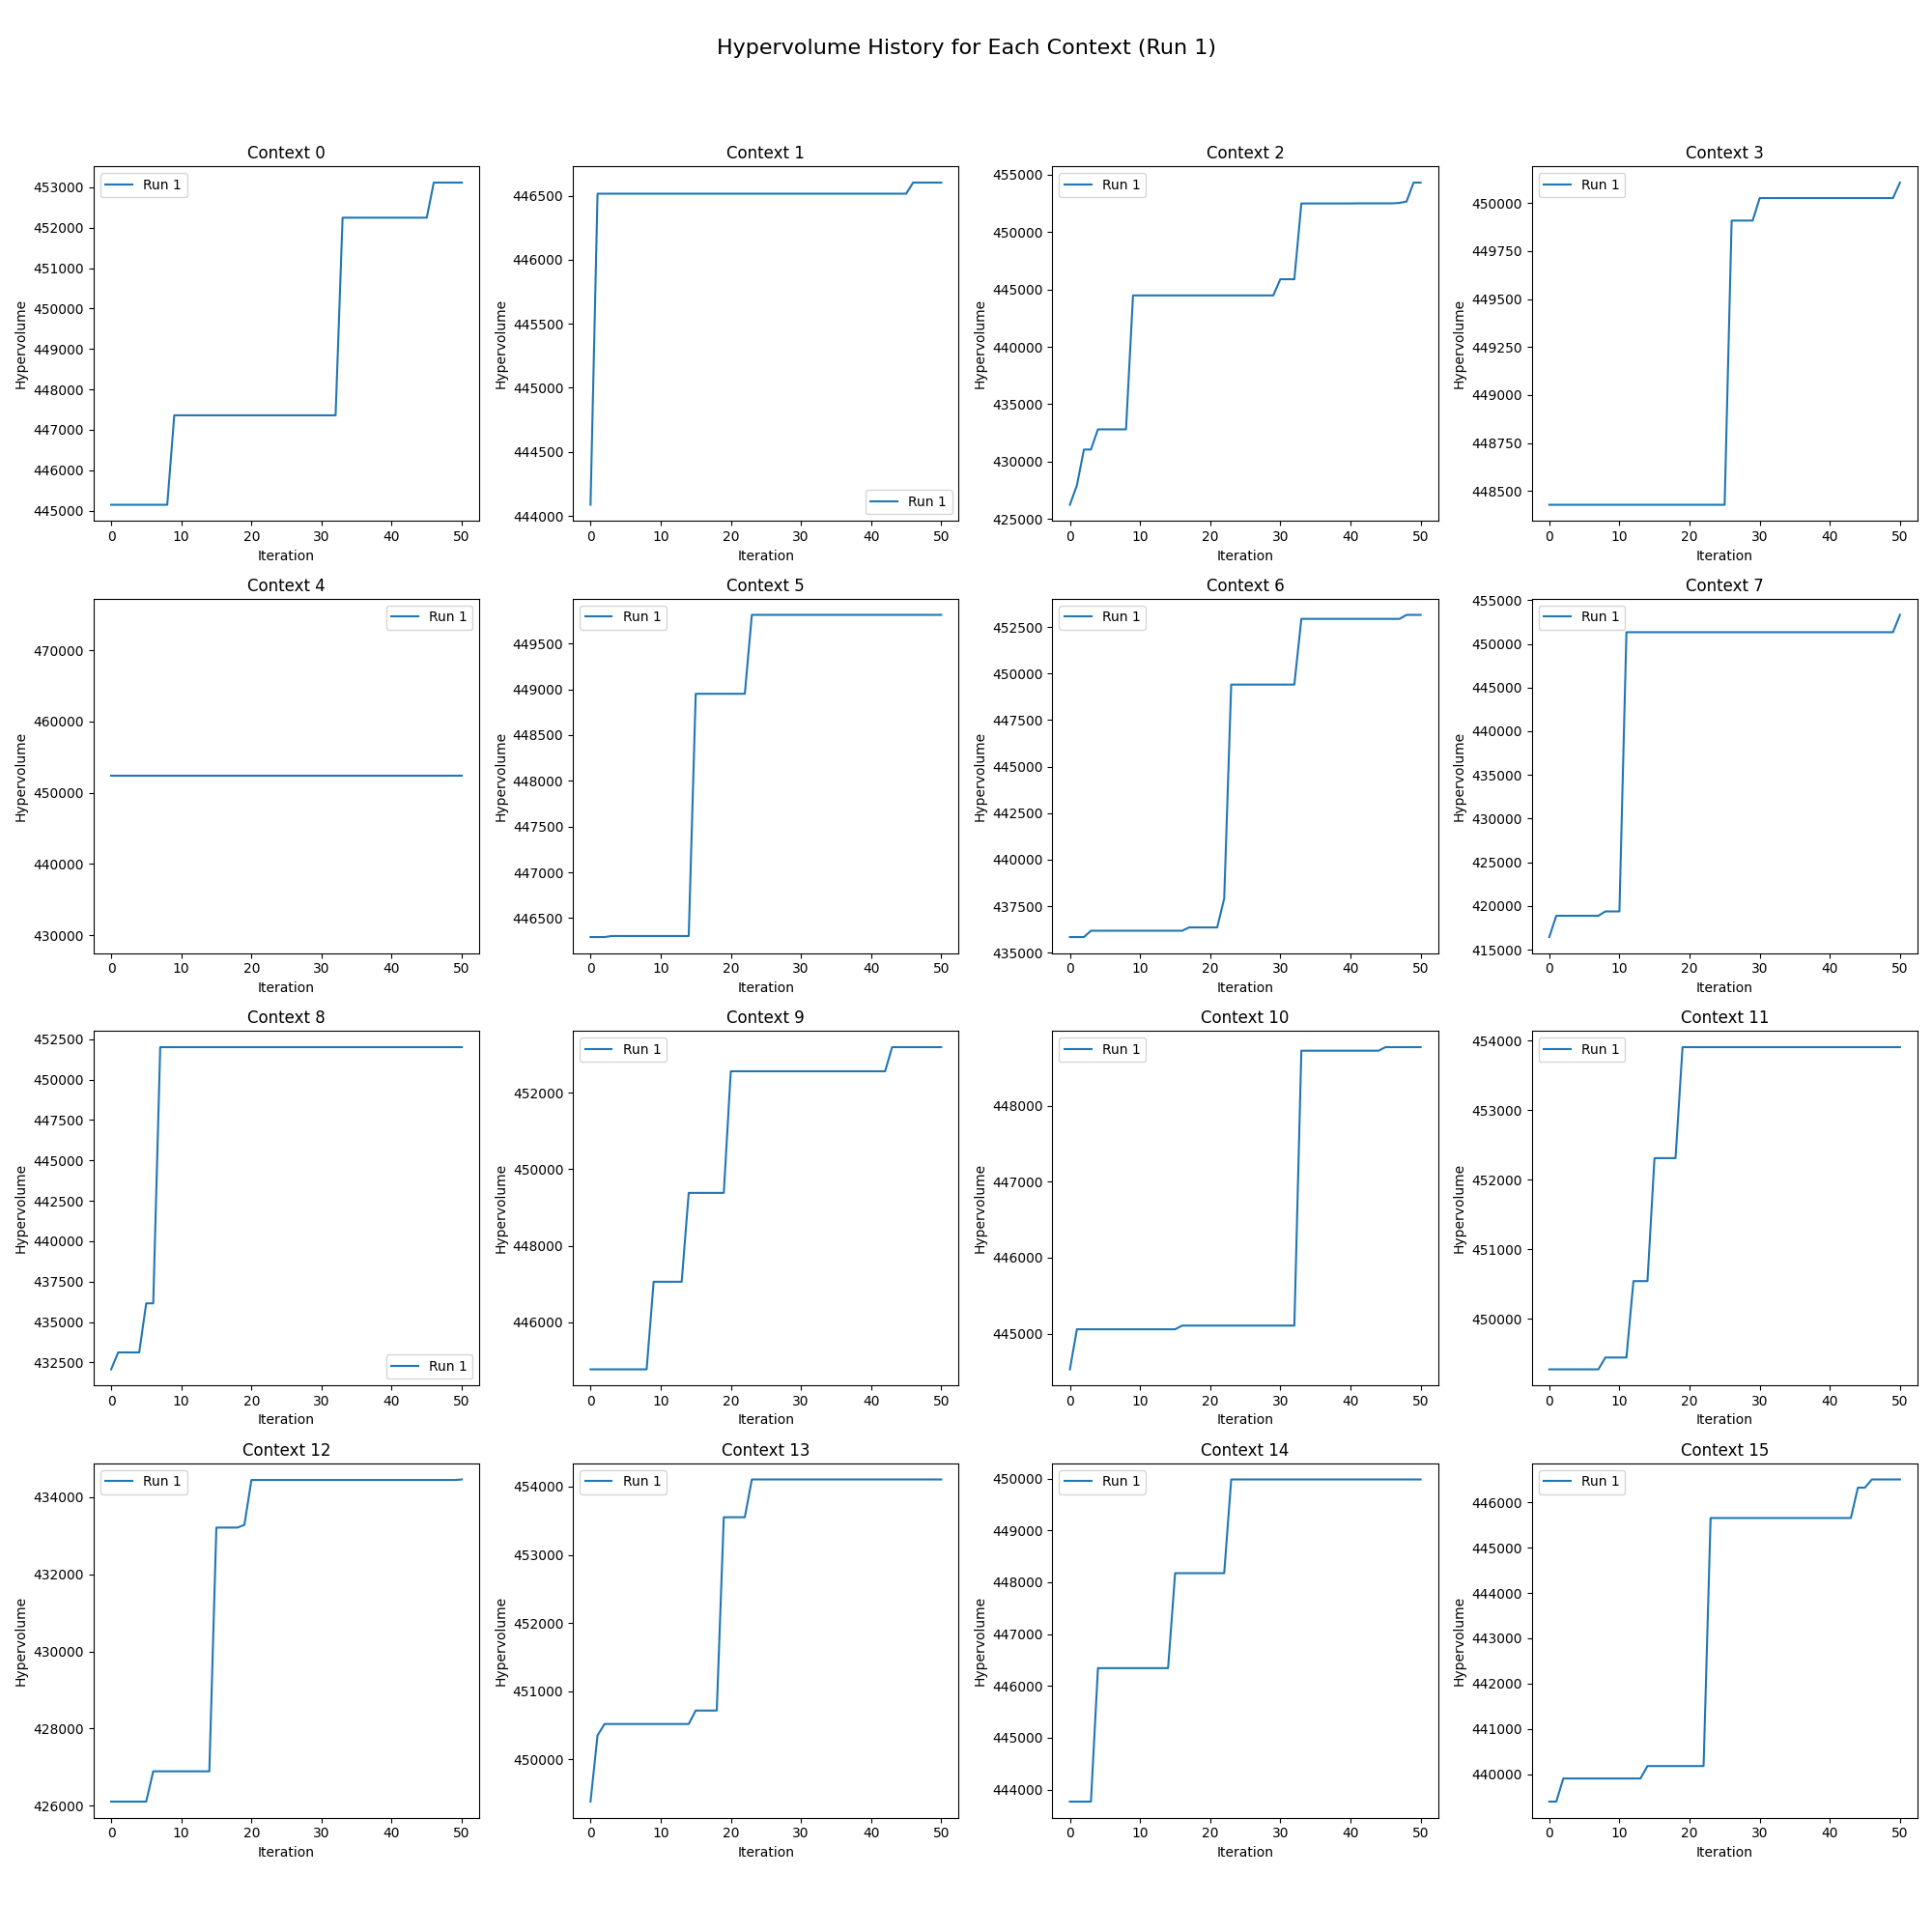 Hypervolume History for Each Context (Run 1)
Context 0
453000
452000
451000
450000
449000
448000
447000
446000
445000
Hypervolume
0 10 20 30 40 50
Iteration
Run 1
Context 1
446500
446000
445500
445000
444500
444000
Hypervolume
0 10 20 30 40 50
Iteration
Run 1
Context 2
455000
450000
445000
440000
435000
430000
425000
Hypervolume
0 10 20 30 40 50
Iteration
Run 1
Context 3
450000
449750
449500
449250
449000
448750
448500
Hypervolume
0 10 20 30 40 50
Iteration
Run 1
Context 4
470000
460000
450000
440000
430000
Hypervolume
0 10 20 30 40 50
Iteration
Run 1
Context 5
449500
449000
448500
448000
447500
447000
446500
Hypervolume
0 10 20 30 40 50
Iteration
Run 1
Context 6
452500
450000
447500
445000
442500
440000
437500
435000
Hypervolume
0 10 20 30 40 50
Iteration
Run 1
Context 7
455000
450000
445000
440000
435000
430000
425000
420000
415000
Hypervolume
0 10 20 30 40 50
Iteration
Run 1
Context 8
452500
450000
447500
445000
442500
440000
437500
435000
432500
Hypervolume
0 10 20 30 40 50
Iteration
Run 1
Context 9
452000
450000
448000
446000
Hypervolume
0 10 20 30 40 50
Iteration
Run 1
Context 10
448000
447000
446000
445000
Hypervolume
0 10 20 30 40 50
Iteration
Run 1
Context 11
454000
453000
452000
451000
450000
Hypervolume
0 10 20 30 40 50
Iteration
Run 1
Context 12
434000
432000
430000
428000
426000
Hypervolume
0 10 20 30 40 50
Iteration
Run 1
Context 13
454000
453000
452000
451000
450000
Hypervolume
0 10 20 30 40 50
Iteration
Run 1
Context 14
450000
449000
448000
447000
446000
445000
444000
Hypervolume
0 10 20 30 40 50
Iteration
Run 1
Context 15
446000
445000
444000
443000
442000
441000
440000
Hypervolume
0 10 20 30 40 50
Iteration
Run 1